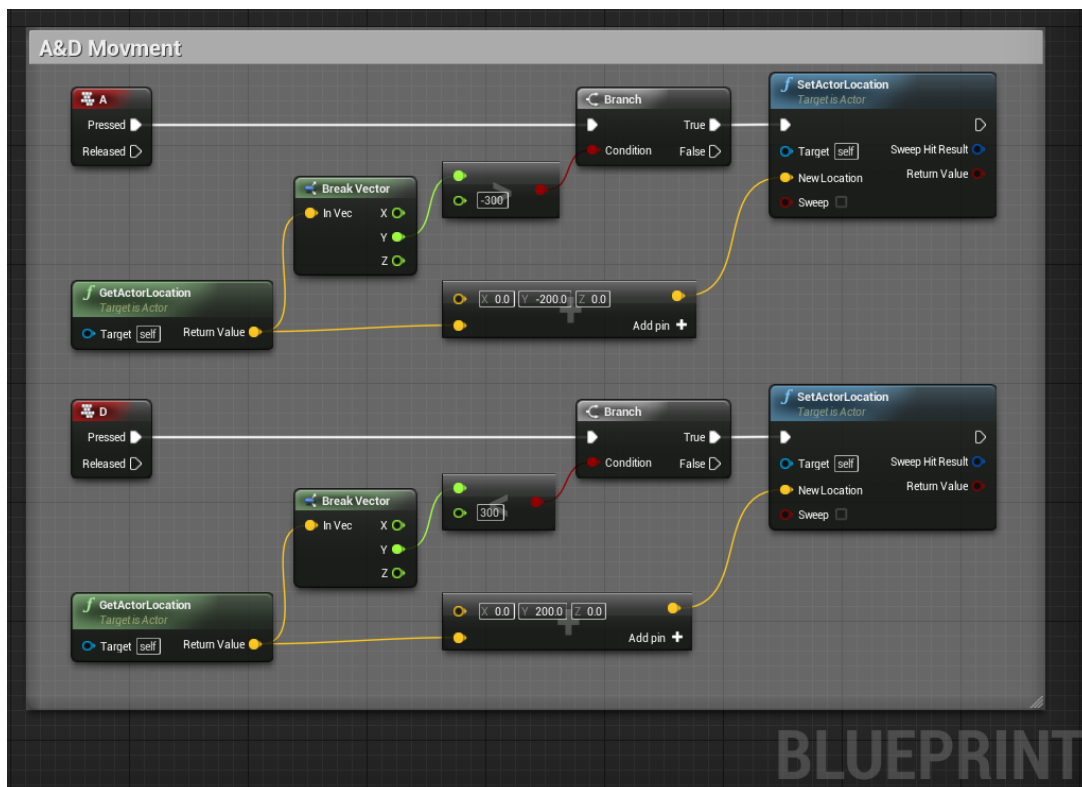 A&D Movment
A
Pressed
Released
Branch
True
Condition
False
SetActorLocation
Target is Actor
Target self
Sweep Hit Result
New Location
Return Value
Sweep
Break Vector
In Vec
X
Y
Z
>
-300
GetActorLocation
Target is Actor
Target self
Return Value
X 0.0 Y -200.0 Z 0.0
+
Add pin +
D
Pressed
Released
Branch
True
Condition
False
SetActorLocation
Target is Actor
Target self
Sweep Hit Result
New Location
Return Value
Sweep
Break Vector
In Vec
X
Y
Z
<
300
GetActorLocation
Target is Actor
Target self
Return Value
X 0.0 Y 200.0 Z 0.0
+
Add pin +
BLUEPRINT